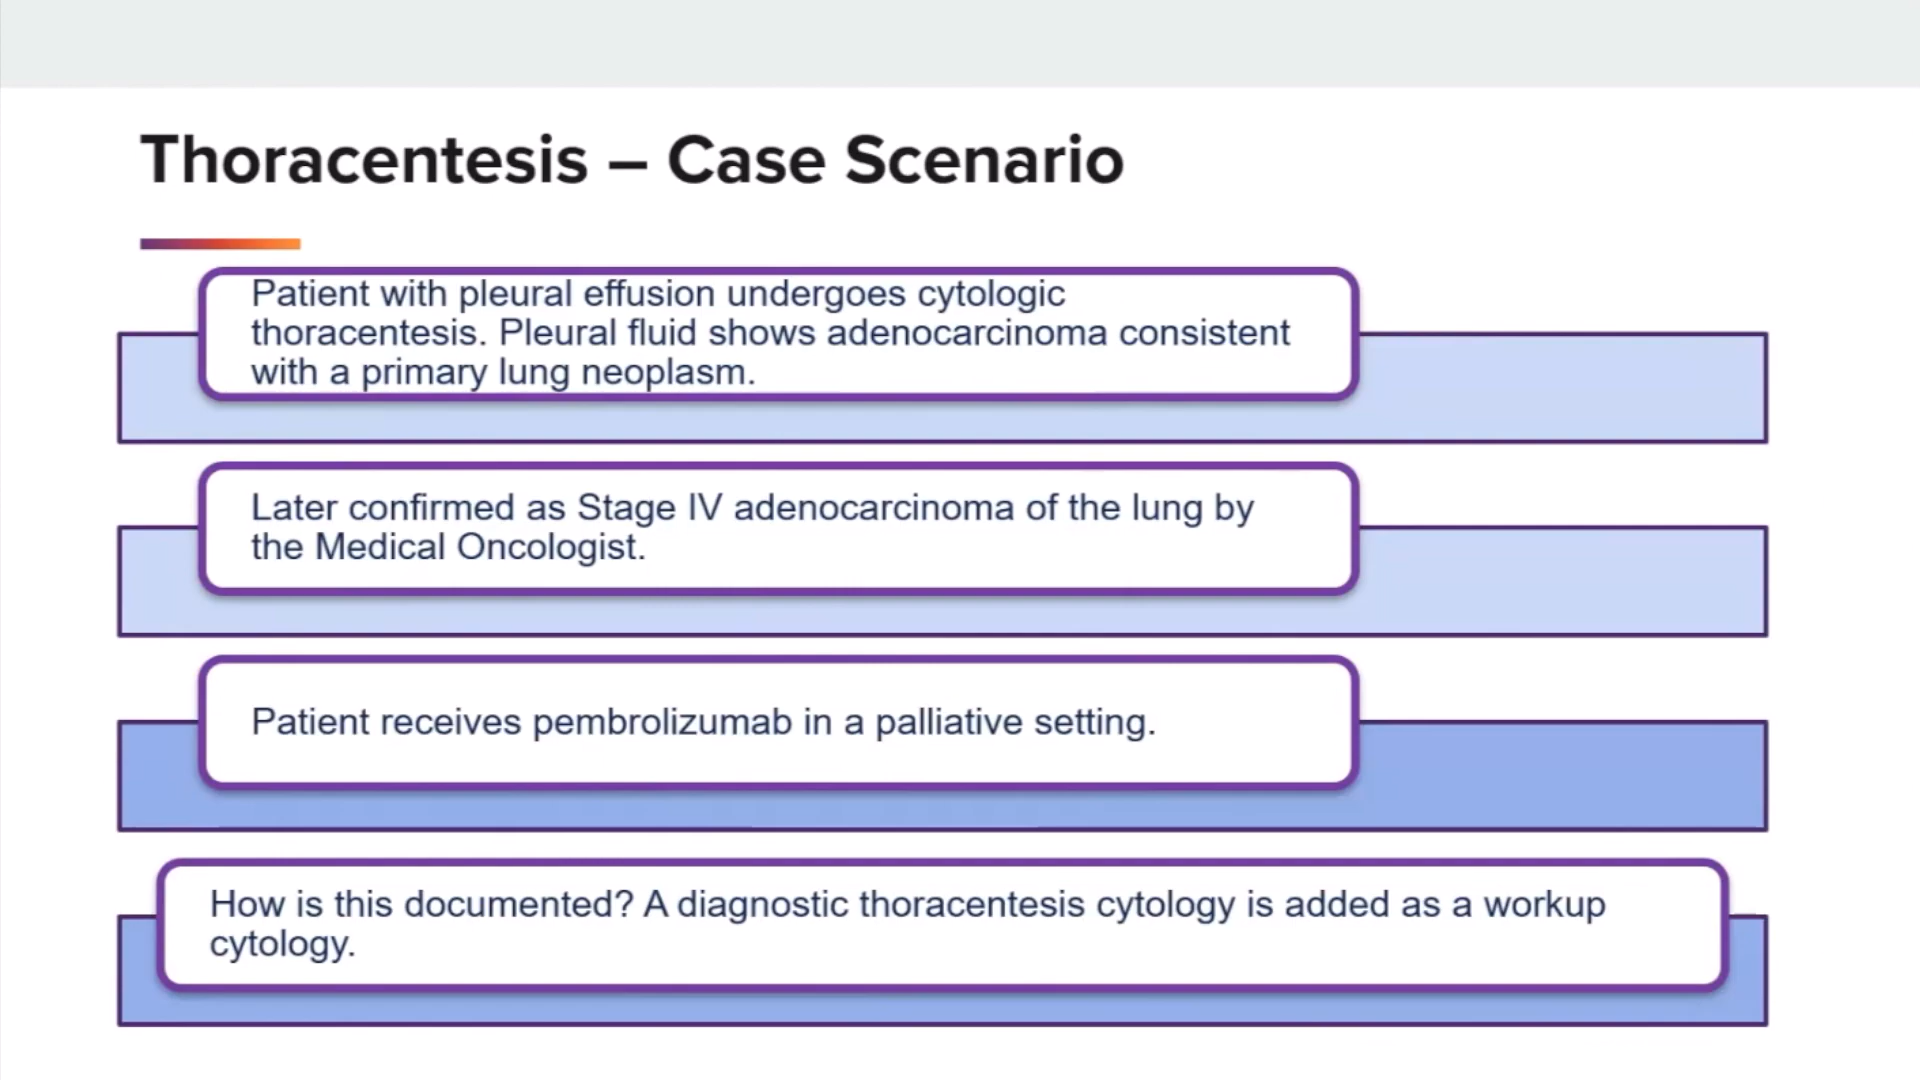 Thoracentesis – Case Scenario
Patient with pleural effusion undergoes cytologic
thoracentesis. Pleural fluid shows adenocarcinoma consistent
with a primary lung neoplasm.
Later confirmed as Stage IV adenocarcinoma of the lung by
the Medical Oncologist.
Patient receives pembrolizumab in a palliative setting.
How is this documented? A diagnostic thoracentesis cytology is added as a workup
cytology.